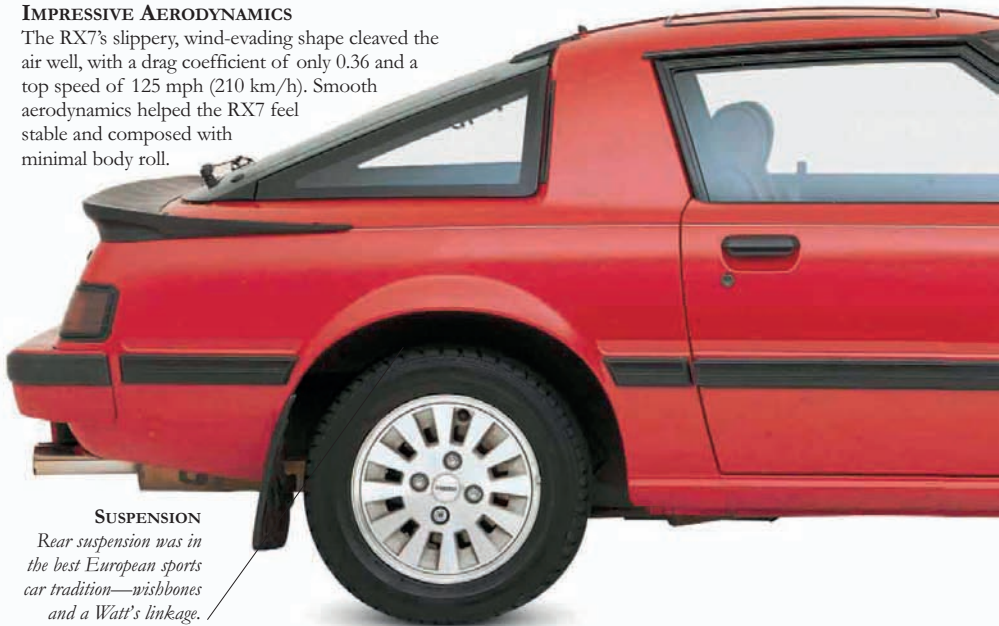 IMPRESSIVE AERODYNAMICS
The RX7’s slippery, wind-evading shape cleaved the
air well, with a drag coefficient of only 0.36 and a
top speed of 125 mph (210 km/h). Smooth
aerodynamics helped the RX7 feel
stable and composed with
minimal body roll.
SUSPENSION
Rear suspension was in
the best European sports
car tradition—wishbones
and a Watt’s linkage.